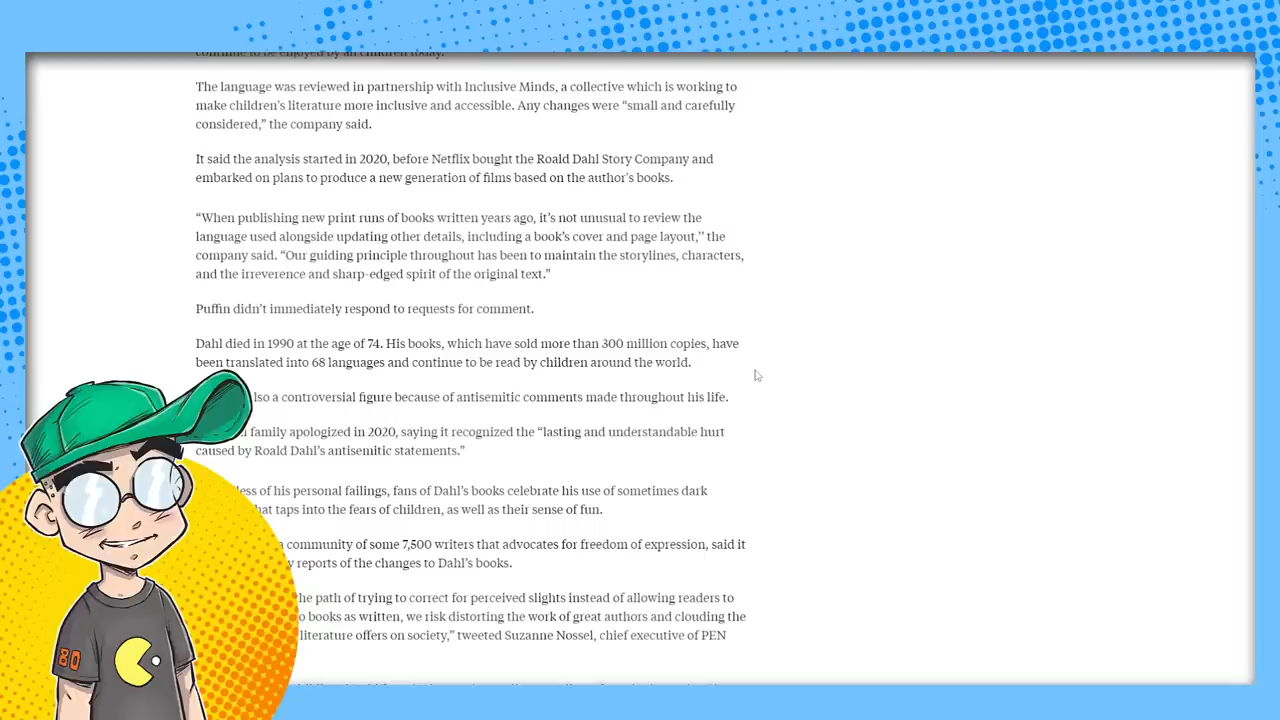 continue to be enjoyed by all children today.
The language was reviewed in partnership with Inclusive Minds, a collective which is working to
make children's literature more inclusive and accessible. Any changes were “small and carefully
considered,” the company said.
It said the analysis started in 2020, before Netflix bought the Roald Dahl Story Company and
embarked on plans to produce a new generation of films based on the author's books.
“When publishing new print runs of books written years ago, it’s not unusual to review the
language used alongside updating other details, including a book’s cover and page layout,’’ the
company said. “Our guiding principle throughout has been to maintain the storylines, characters,
and the irreverence and sharp-edged spirit of the original text.”
Puffin didn’t immediately respond to requests for comment.
Dahl died in 1990 at the age of 74. His books, which have sold more than 300 million copies, have
been translated into 68 languages and continue to be read by children around the world.
lso a controversial figure because of antisemitic comments made throughout his life.
family apologized in 2020, saying it recognized the “lasting and understandable hurt
caused by Roald Dahl’s antisemitic statements.”
less of his personal failings, fans of Dahl’s books celebrate his use of sometimes dark
hat taps into the fears of children, as well as their sense of fun.
a community of some 7,500 writers that advocates for freedom of expression, said it
y reports of the changes to Dahl’s books.
he path of trying to correct for perceived slights instead of allowing readers to
o books as written, we risk distorting the work of great authors and clouding the
literature offers on society,” tweeted Suzanne Nossel, chief executive of PEN
80